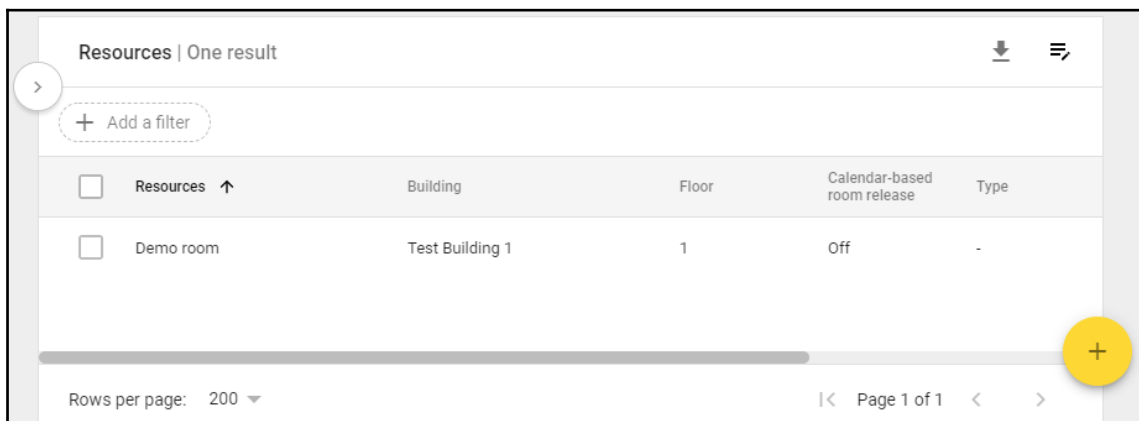 Resources | One result
Add a filter
Resources Building Floor Calendar-based room release Type
Demo room Test Building 1 1 Off -
Rows per page: 200 Page 1 of 1